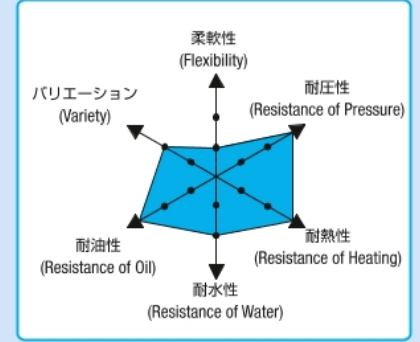 柔軟性
(Flexibility)
バリエーション
(Variety)
耐圧性
(Resistance of Pressure)
耐油性
(Resistance of Oil)
耐熱性
(Resistance of Heating)
耐水性
(Resistance of Water)